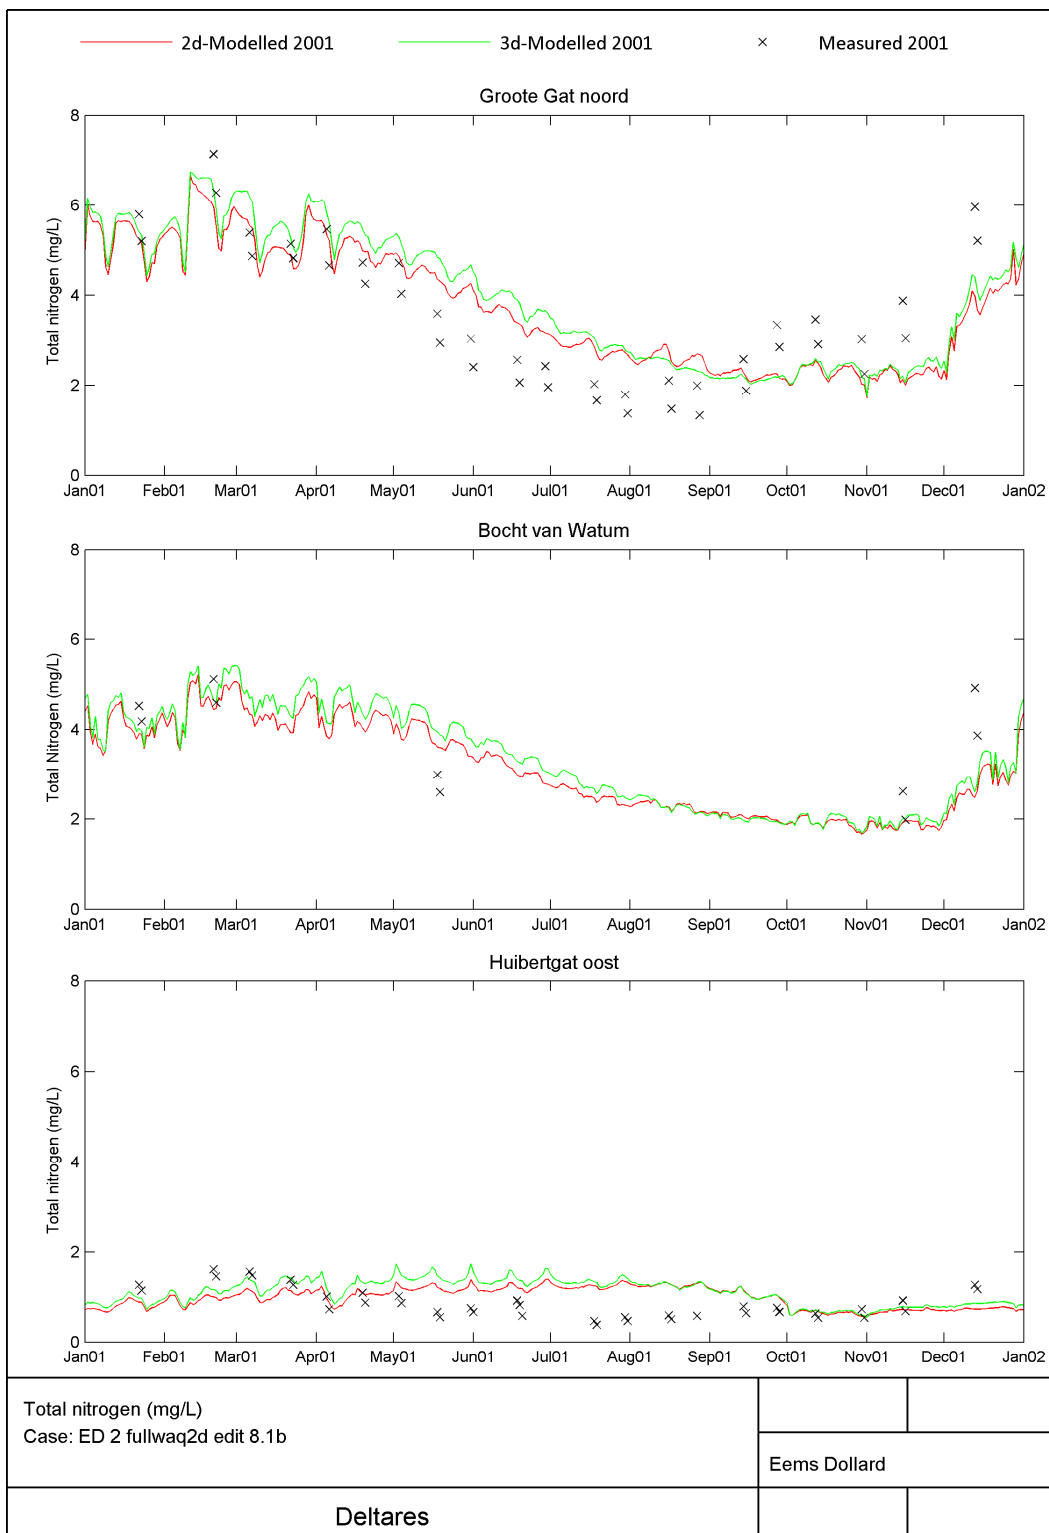 2d-Modelled 2001 3d-Modelled 2001 × Measured 2001
Groote Gat noord
Total nitrogen (mg/L)
8
6
4
2
0
Jan01 Feb01 Mar01 Apr01 May01 Jun01 Jul01 Aug01 Sep01 Oct01 Nov01 Dec01 Jan02
Bocht van Watum
Total Nitrogen (mg/L)
8
6
4
2
0
Jan01 Feb01 Mar01 Apr01 May01 Jun01 Jul01 Aug01 Sep01 Oct01 Nov01 Dec01 Jan02
Huibertgat oost
Total nitrogen (mg/L)
8
6
4
2
0
Jan01 Feb01 Mar01 Apr01 May01 Jun01 Jul01 Aug01 Sep01 Oct01 Nov01 Dec01 Jan02
Total nitrogen (mg/L)
Case: ED 2 fullwaq2d edit 8.1b
Eems Dollard
Deltares